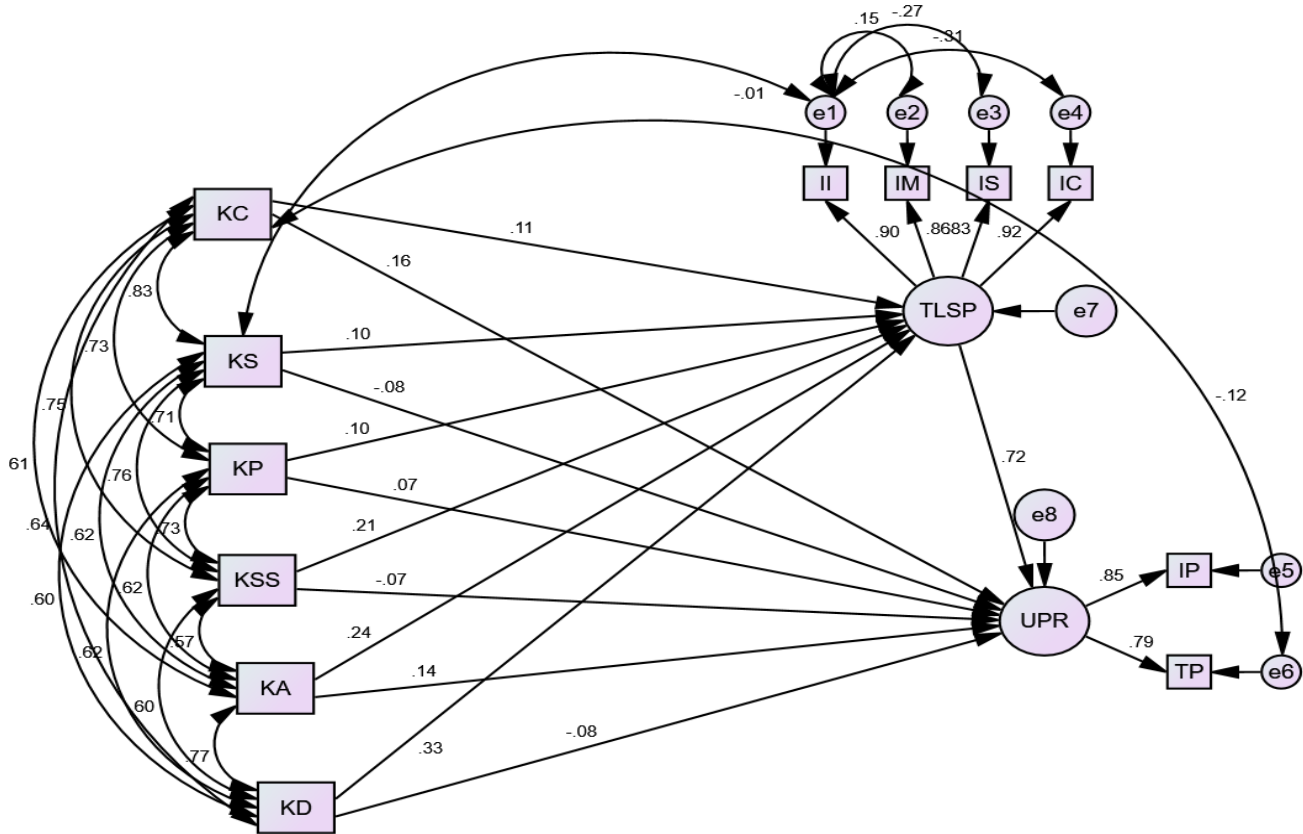 .15
-.27
-.31
-.01
e1
e2
e3
e4
II
IM
IS
IC
KC
.11
.90
.8683
.92
.16
.83
TLSP
e7
.73
KS
.10
-.08
-.12
.75
.71
.10
KP
.72
61
.76
.07
.64
.62
.73
.21
e8
KSS
-.07
IP
e5
.85
.60
.62
UPR
.57
.24
.79
.62
KA
.14
TP
e6
60
-.08
.77
.33
KD